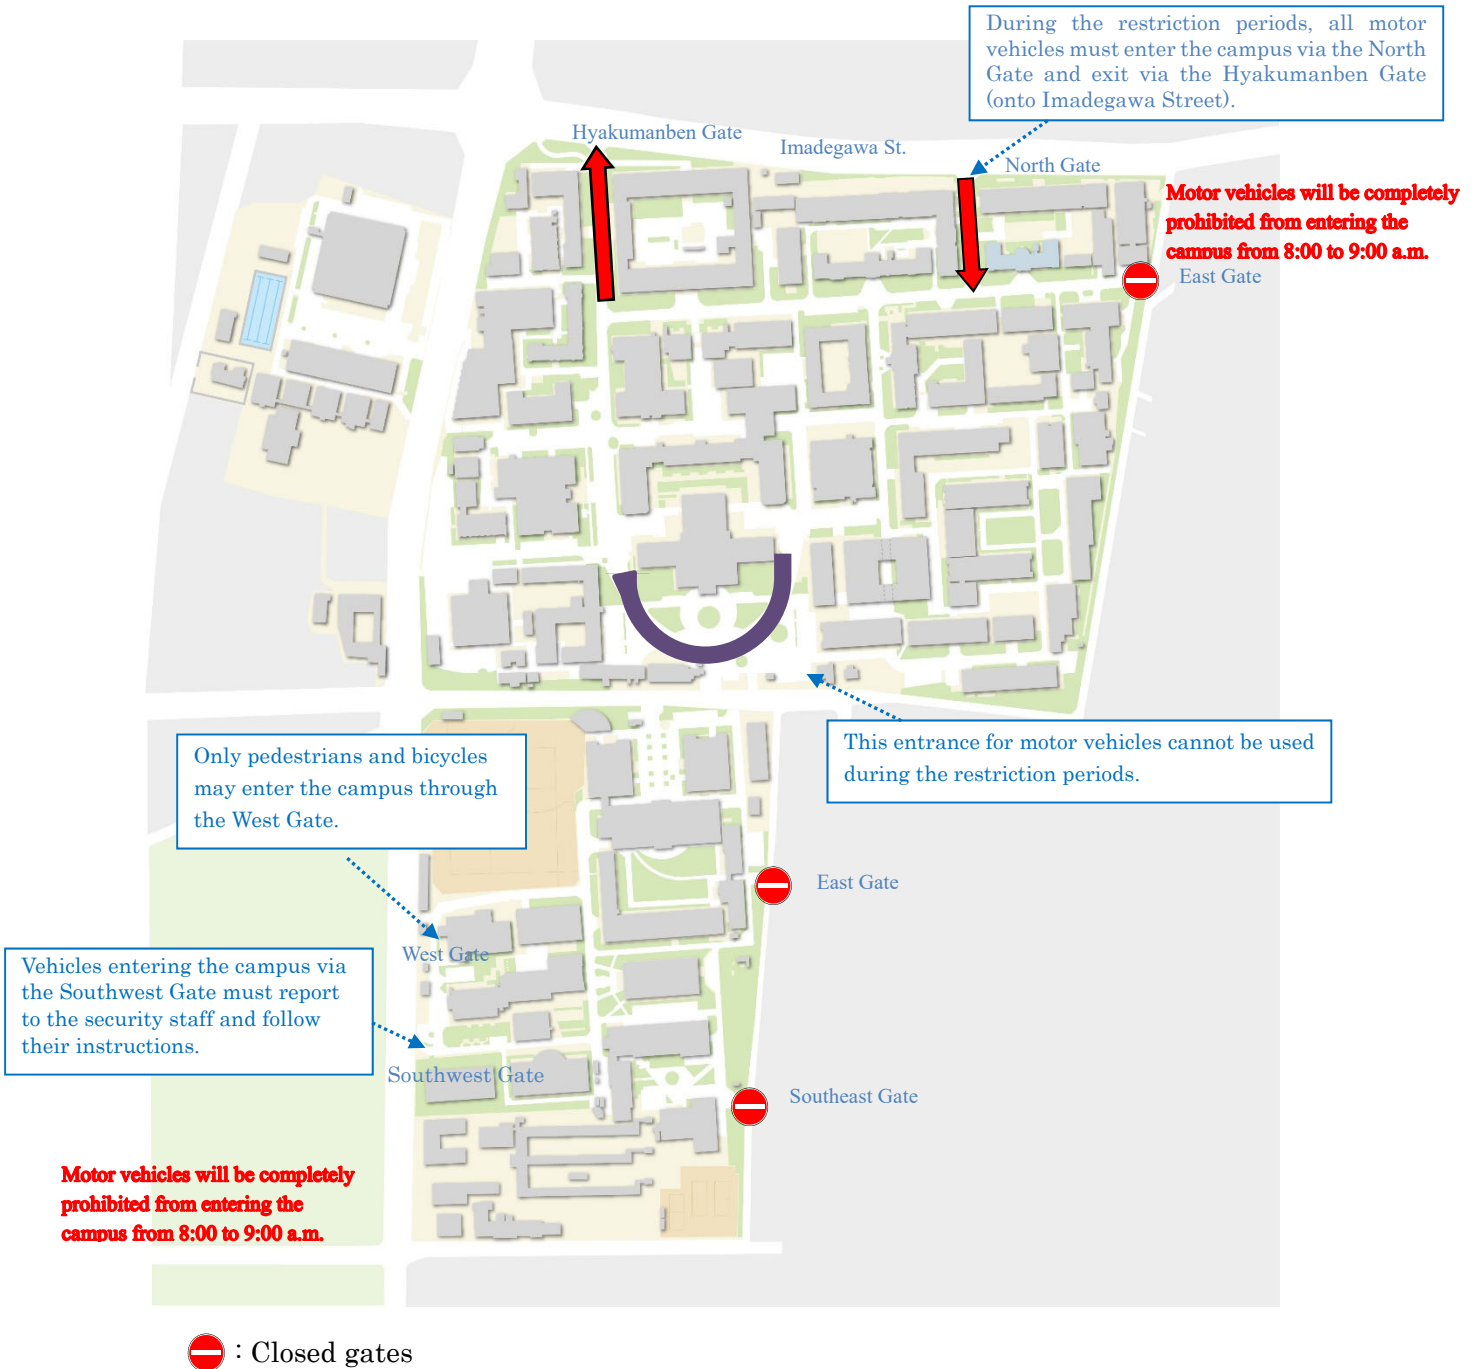 During the restriction periods, all motor
vehicles must enter the campus via the North
Gate and exit via the Hyakumanben Gate
(onto Imadegawa Street).
Hyakumanben Gate
Imadegawa St.
North Gate
Motor vehicles will be completely
prohibited from entering the
campus from 8:00 to 9:00 a.m.
East Gate
This entrance for motor vehicles cannot be used
during the restriction periods.
Only pedestrians and bicycles
may enter the campus through
the West Gate.
East Gate
West Gate
Vehicles entering the campus via
the Southwest Gate must report
to the security staff and follow
their instructions.
Southwest Gate
Southeast Gate
Motor vehicles will be completely
prohibited from entering the
campus from 8:00 to 9:00 a.m.
: Closed gates